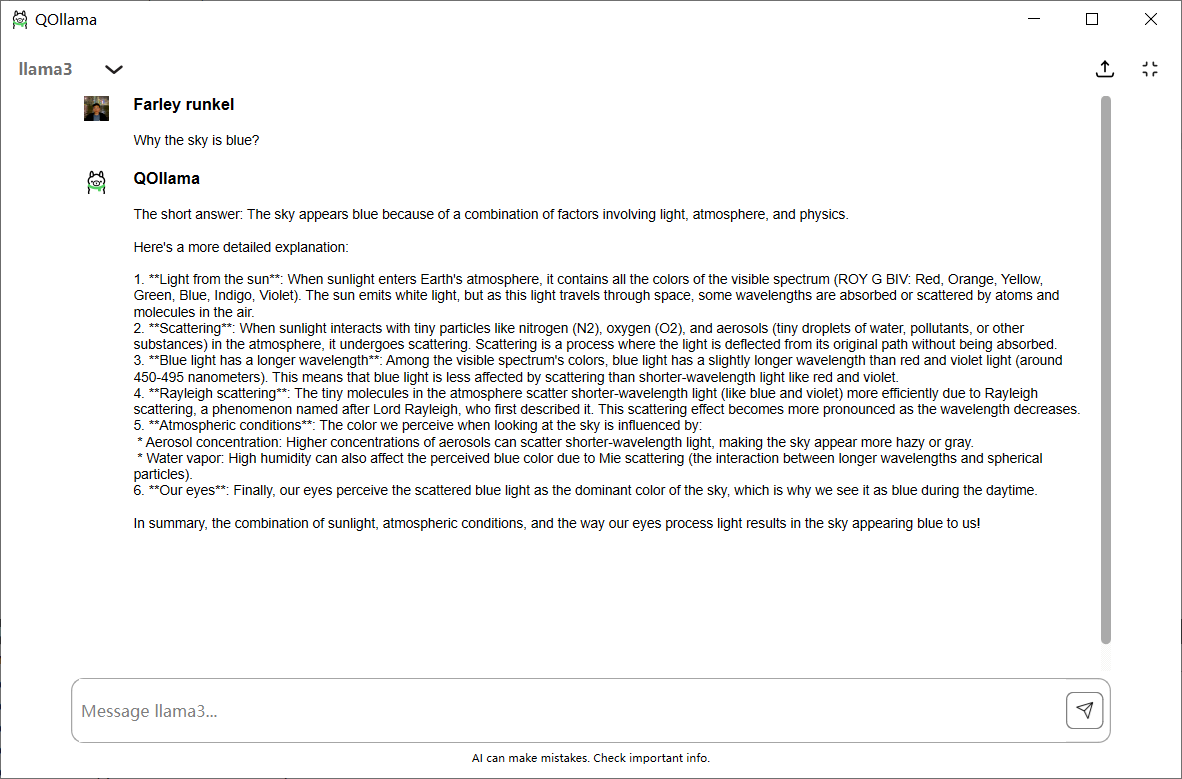 QOllama
llama3
Farley runkel
Why the sky is blue?
QOllama
The short answer: The sky appears blue because of a combination of factors involving light, atmosphere, and physics.
Here's a more detailed explanation:
1. **Light from the sun**: When sunlight enters Earth's atmosphere, it contains all the colors of the visible spectrum (ROY G BIV: Red, Orange, Yellow,
Green, Blue, Indigo, Violet). The sun emits white light, but as this light travels through space, some wavelengths are absorbed or scattered by atoms and
molecules in the air.
2. **Scattering**: When sunlight interacts with tiny particles like nitrogen (N2), oxygen (O2), and aerosols (tiny droplets of water, pollutants, or other
substances) in the atmosphere, it undergoes scattering. Scattering is a process where the light is deflected from its original path without being absorbed.
3. **Blue light has a longer wavelength**: Among the visible spectrum's colors, blue light has a slightly longer wavelength than red and violet light (around
450-495 nanometers). This means that blue light is less affected by scattering than shorter-wavelength light like red and violet.
4. **Rayleigh scattering**: The tiny molecules in the atmosphere scatter shorter-wavelength light (like blue and violet) more efficiently due to Rayleigh
scattering, a phenomenon named after Lord Rayleigh, who first described it. This scattering effect becomes more pronounced as the wavelength decreases.
5. **Atmospheric conditions**: The color we perceive when looking at the sky is influenced by:
* Aerosol concentration: Higher concentrations of aerosols can scatter shorter-wavelength light, making the sky appear more hazy or gray.
* Water vapor: High humidity can also affect the perceived blue color due to Mie scattering (the interaction between longer wavelengths and spherical
particles).
6. **Our eyes**: Finally, our eyes perceive the scattered blue light as the dominant color of the sky, which is why we see it as blue during the daytime.
In summary, the combination of sunlight, atmospheric conditions, and the way our eyes process light results in the sky appearing blue to us!
Message llama3...
AI can make mistakes. Check important info.